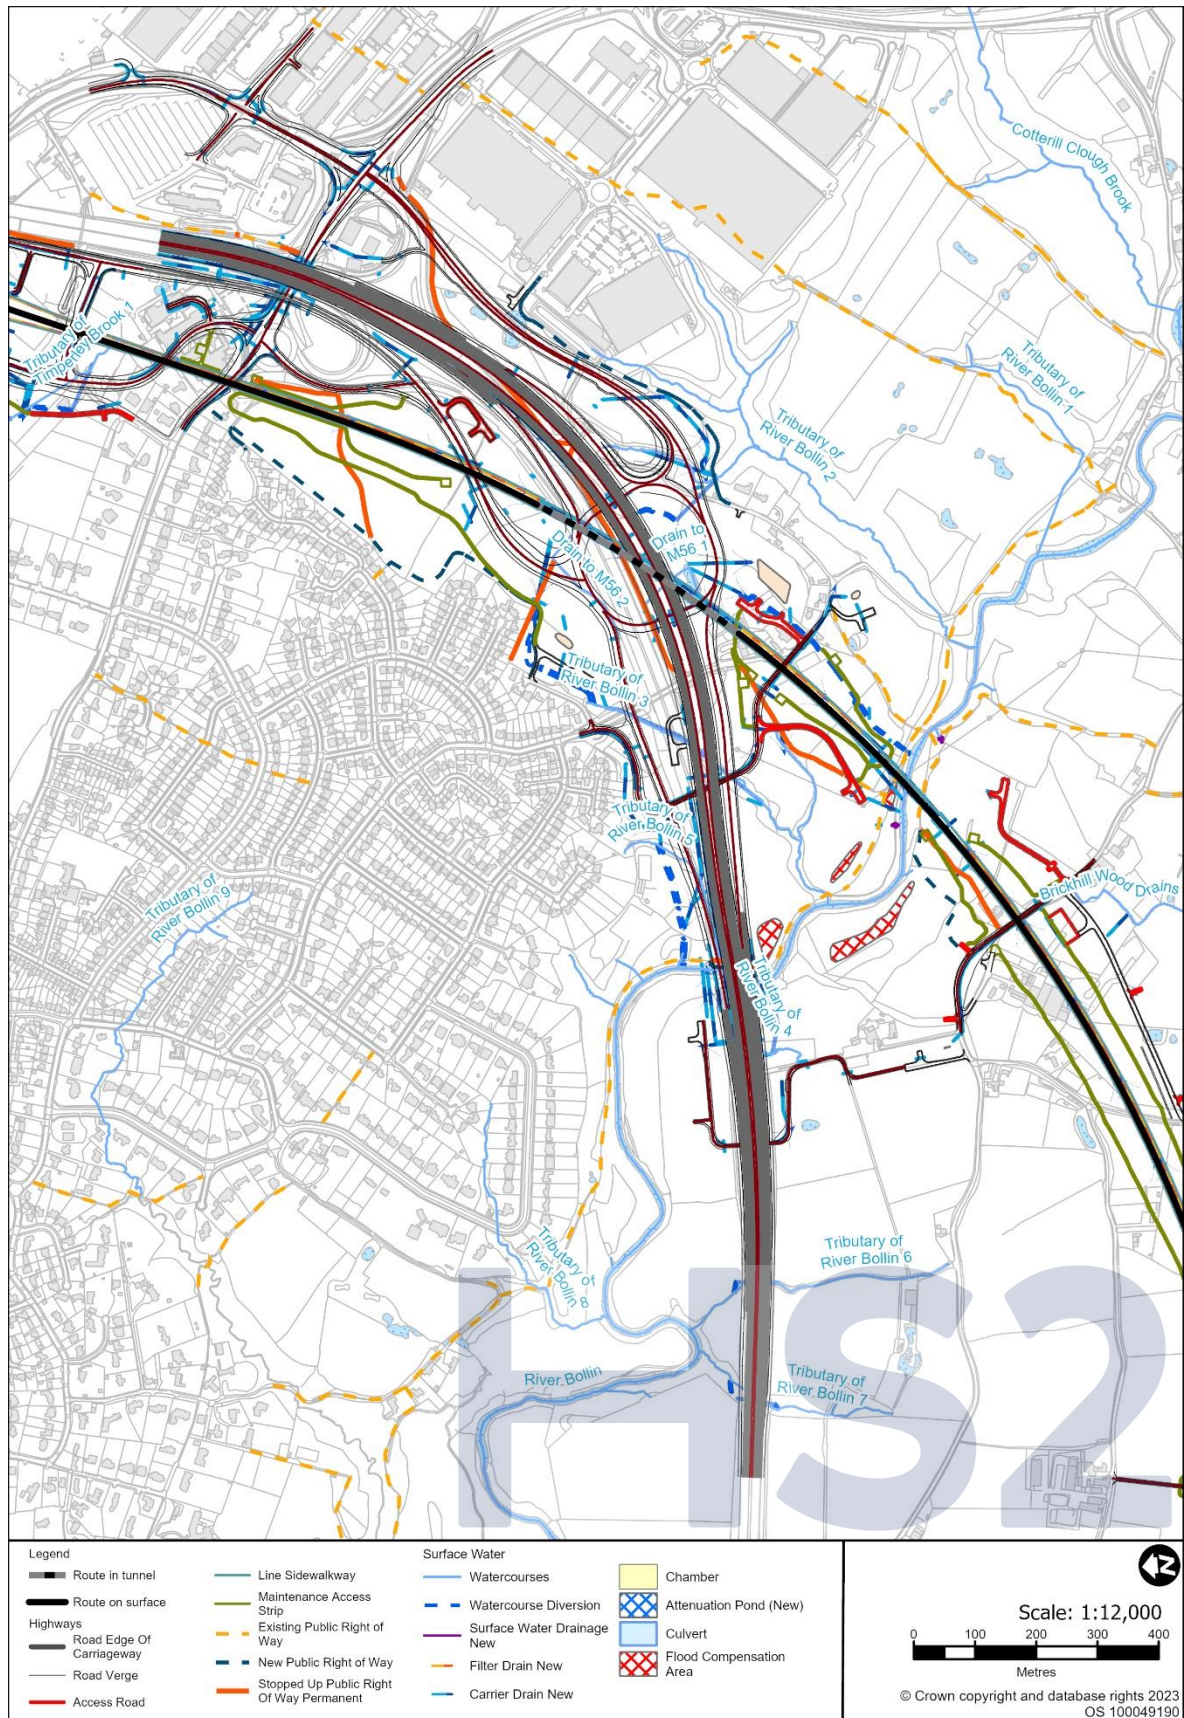 Cotterill Clough Brook
Tributary of
Timperley Brook 1
Tributary of
River Bollin 1
Tributary of
River Bollin 2
Drain to
M56 1
Drain to M56 2
Tributary of
River Bollin 3
Tributary of
River Bollin 5
Brickhill Wood Drains
Tributary of
River Bollin 9
Tributary of
River Bollin 4
Tributary of
River Bollin 6
Tributary of
River Bollin 8
River Bollin
Tributary of
River Bollin 7
HS2
Legend
Route in tunnel
Route on surface
Highways
Road Edge Of
Carriageway
Road Verge
Access Road
Line Sidewalkway
Maintenance Access
Strip
Existing Public Right of
Way
New Public Right of Way
Stopped Up Public Right
Of Way Permanent
Surface Water
Watercourses
Watercourse Diversion
Surface Water Drainage
New
Filter Drain New
Carrier Drain New
Chamber
Attenuation Pond (New)
Culvert
Flood Compensation
Area
N
Scale: 1:12,000
0 100 200 300 400
Metres
© Crown copyright and database rights 2023
OS 100049190